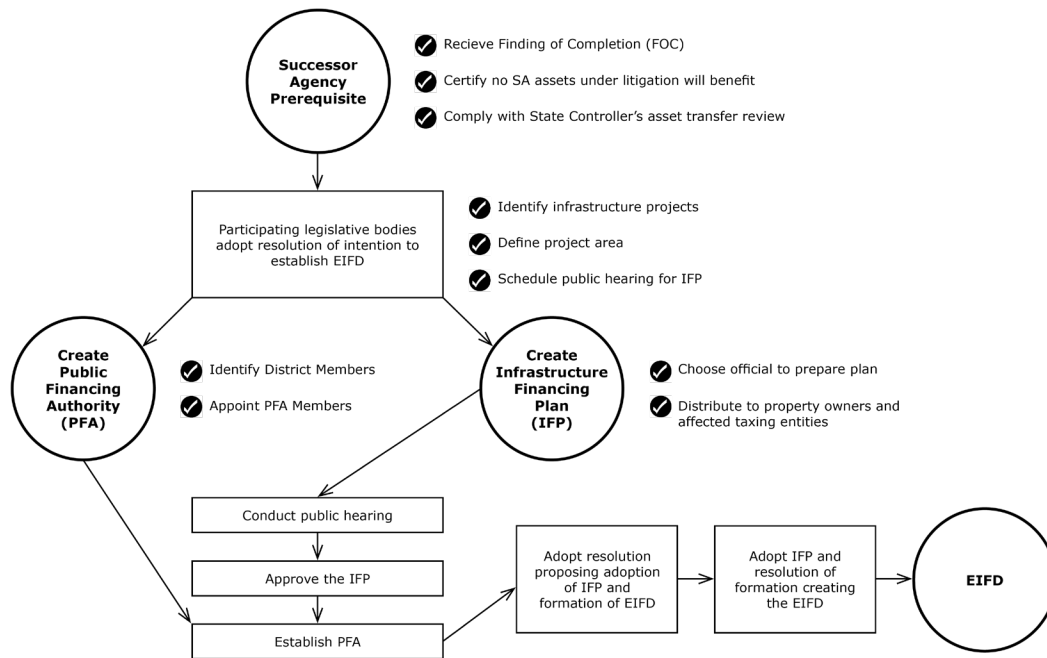 Successor
Agency
Prerequisite
Recieve Finding of Completion (FOC)
Certify no SA assets under litigation will benefit
Comply with State Controller's asset transfer review
Participating legislative bodies
adopt resolution of intention to
establish EIFD
Identify infrastructure projects
Define project area
Schedule public hearing for IFP
Create
Public
Financing
Authority
(PFA)
Identify District Members
Appoint PFA Members
Create
Infrastructure
Financing
Plan
(IFP)
Choose official to prepare plan
Distribute to property owners and
affected taxing entities
Conduct public hearing
Approve the IFP
Establish PFA
Adopt resolution
proposing adoption
of IFP and
formation of EIFD
Adopt IFP and
resolution of
formation creating
the EIFD
EIFD